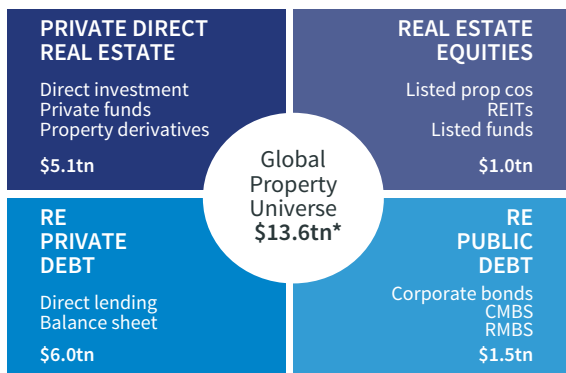 PRIVATE DIRECT
REAL ESTATE
Direct investment
Private funds
Property derivatives
$5.1tn
REAL ESTATE
EQUITIES
Listed prop cos
REITs
Listed funds
$1.0tn
Global
Property
Universe
$13.6tn*
RE
PRIVATE
DEBT
Direct lending
Balance sheet
$6.0tn
RE
PUBLIC
DEBT
Corporate bonds
CMBS
RMBS
$1.5tn